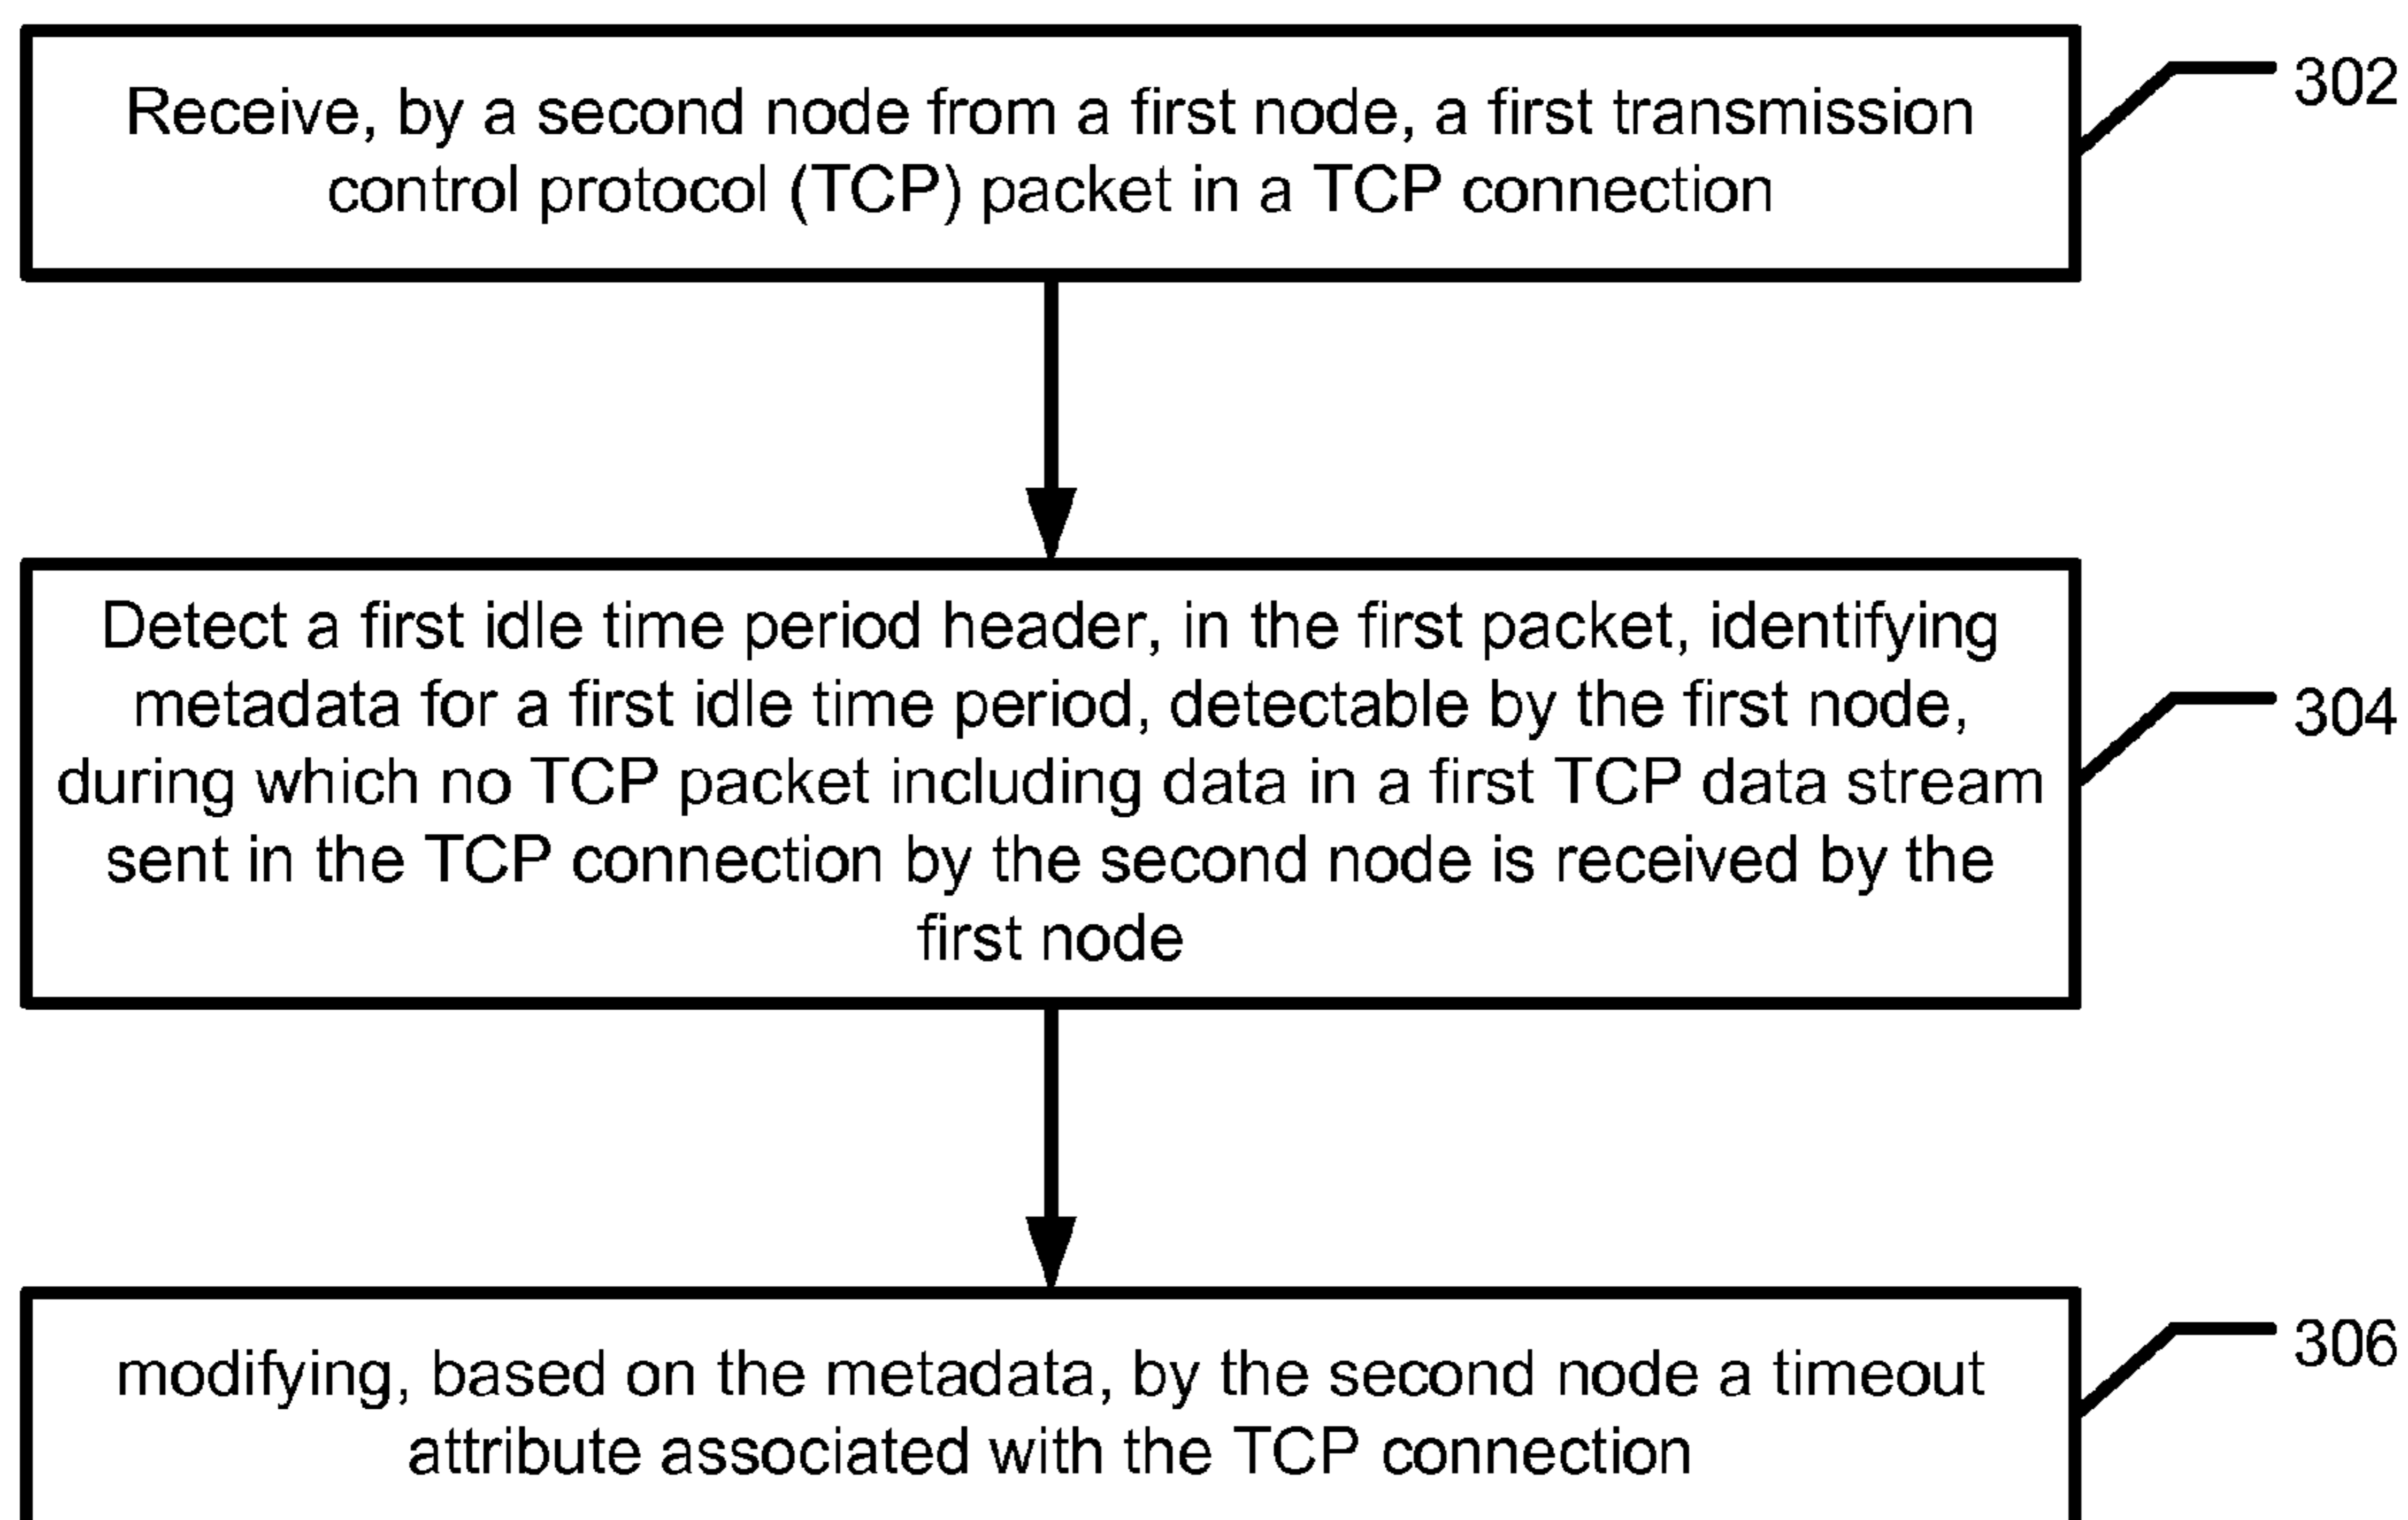 Receive, by a second node from a first node, a first transmission
control protocol (TCP) packet in a TCP connection
302
Detect a first idle time period header, in the first packet, identifying
metadata for a first idle time period, detectable by the first node,
during which no TCP packet including data in a first TCP data stream
sent in the TCP connection by the second node is received by the
first node
304
modifying, based on the metadata, by the second node a timeout
attribute associated with the TCP connection
306